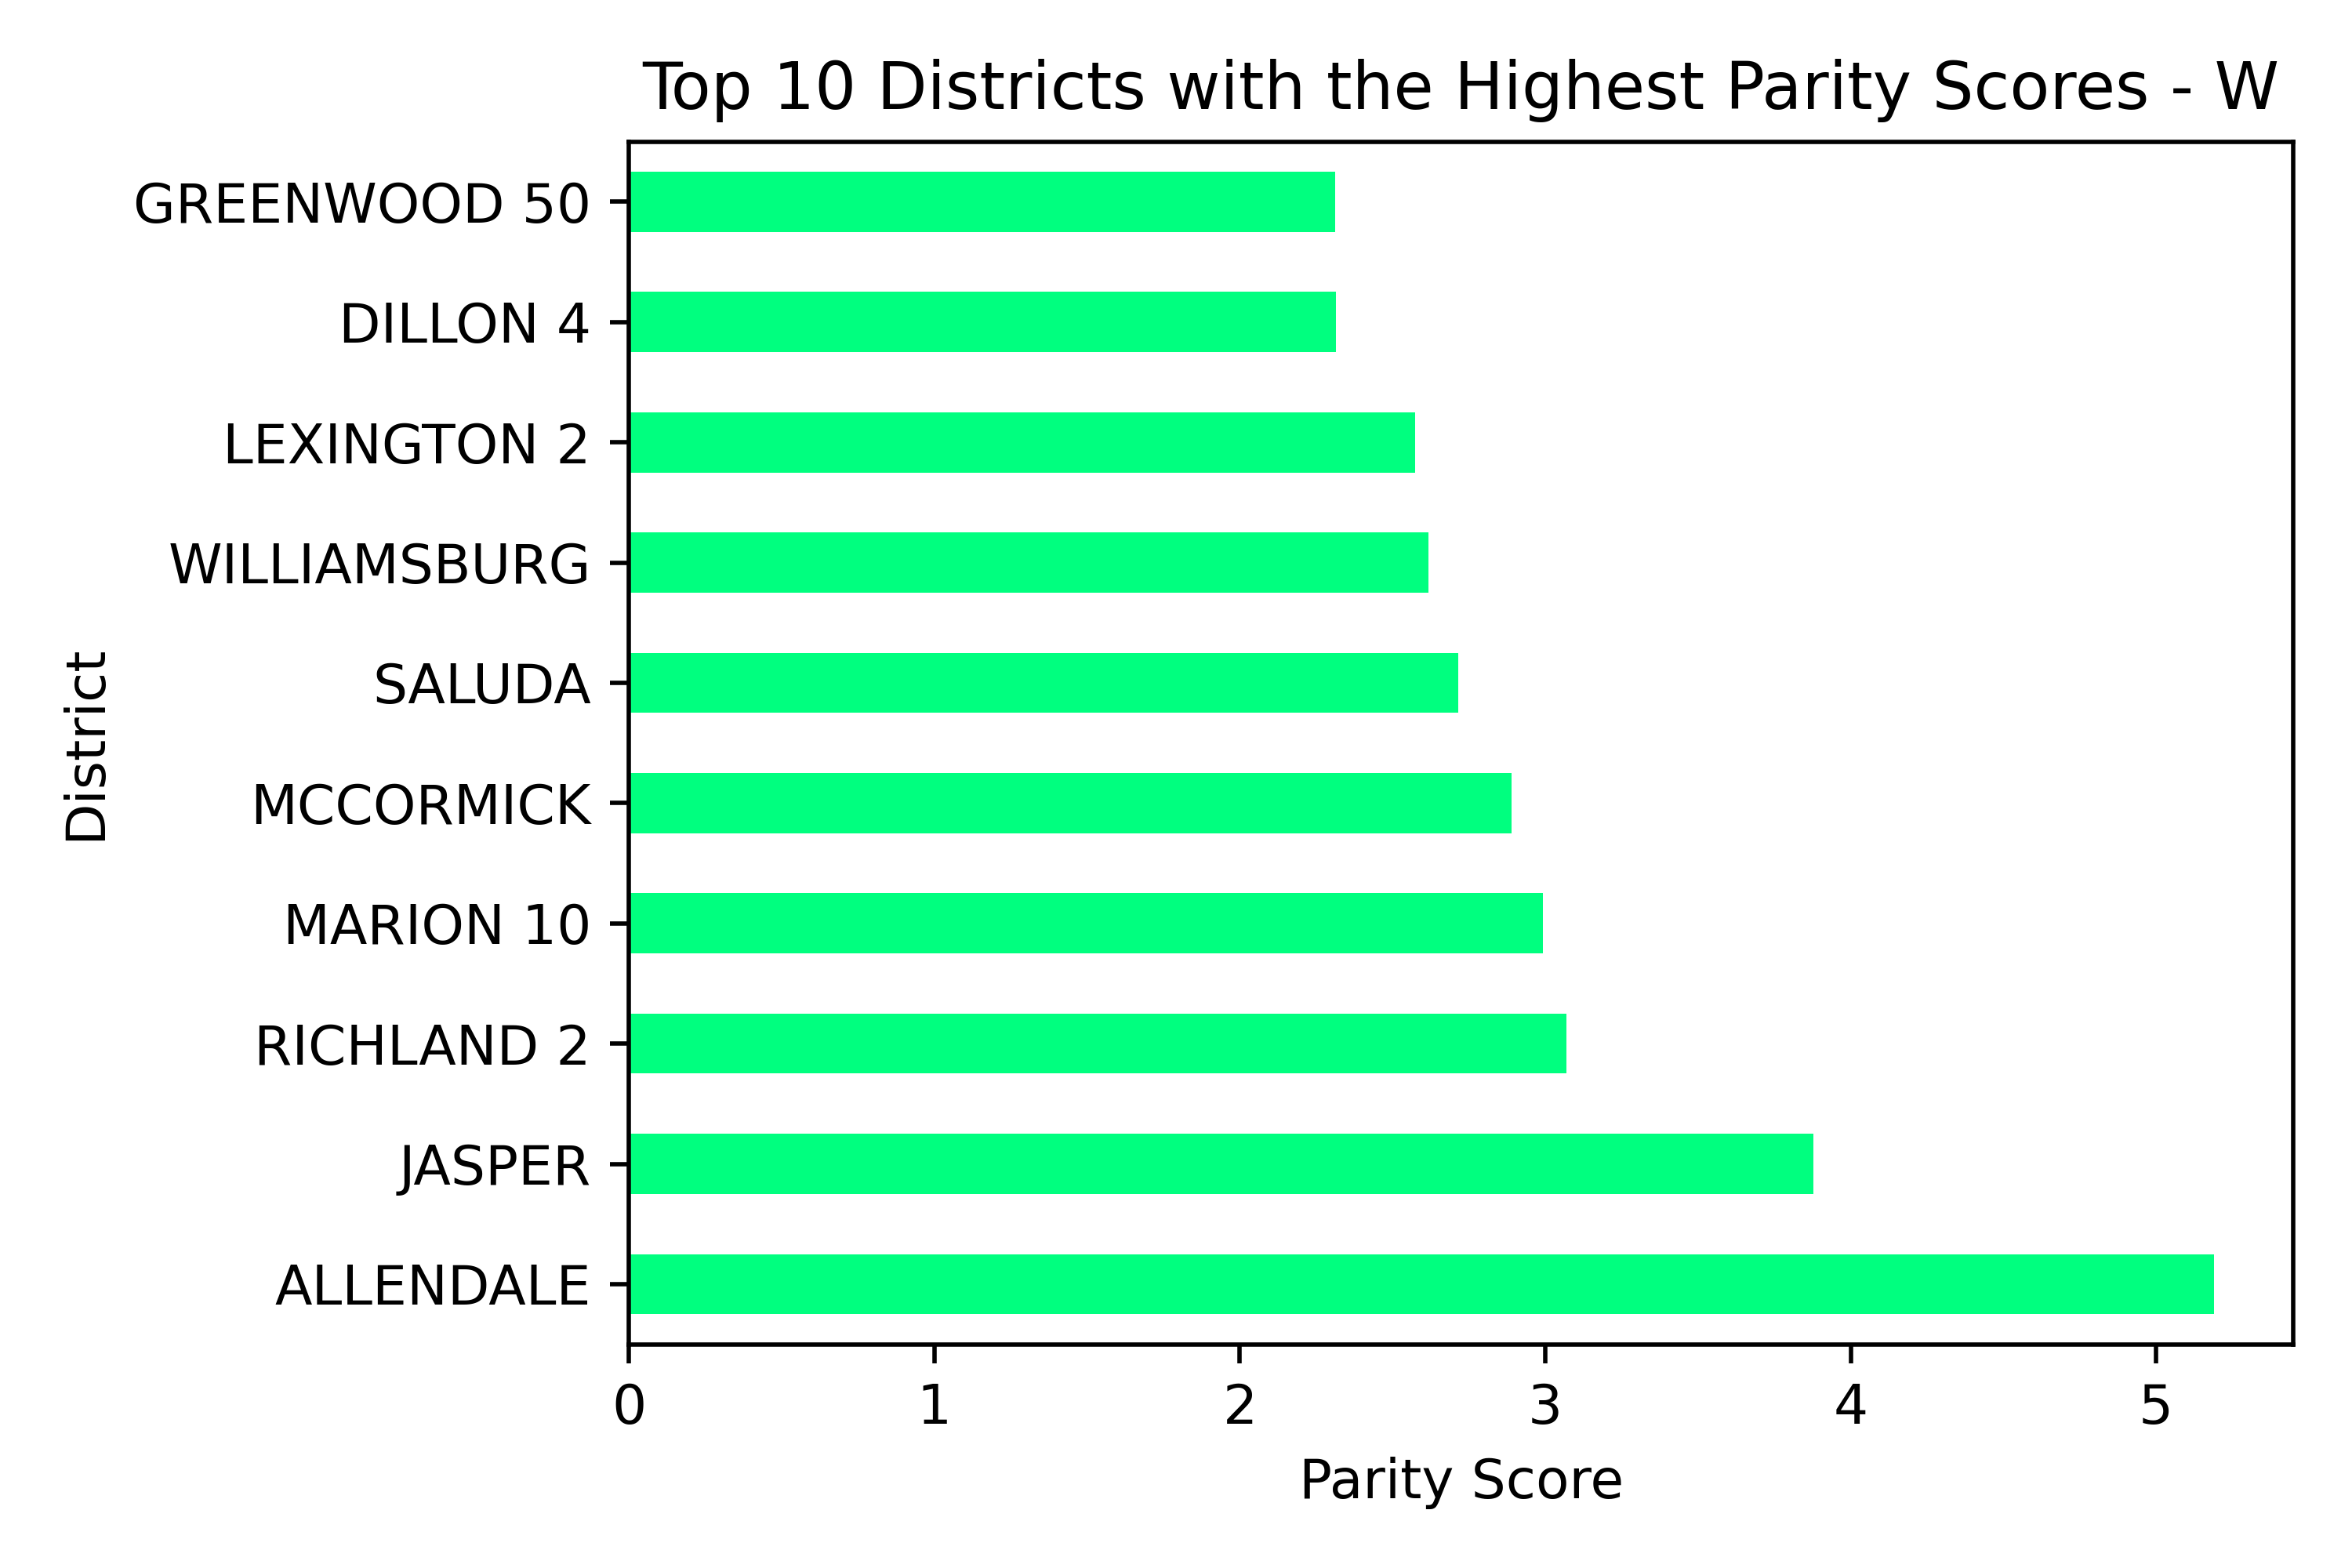 Top 10 Districts with the Highest Parity Scores - W
GREENWOOD 50
DILLON 4
LEXINGTON 2
WILLIAMSBURG
SALUDA
MCCORMICK
MARION 10
RICHLAND 2
JASPER
ALLENDALE
District
0 1 2 3 4 5
Parity Score